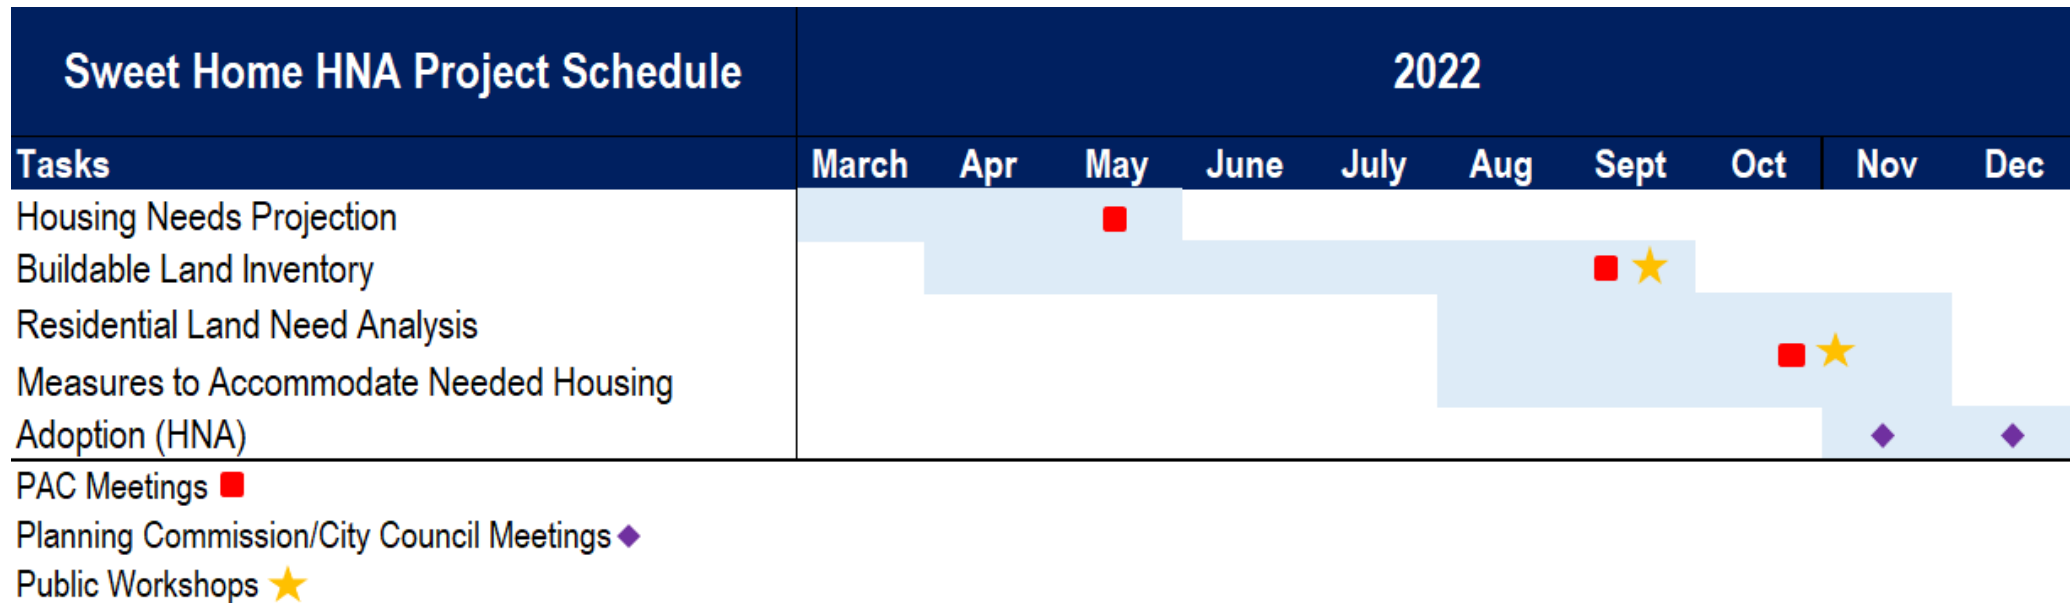 Sweet Home HNA Project Schedule
2022
Tasks March Apr May June July Aug Sept Oct Nov Dec
Housing Needs Projection
Buildable Land Inventory
Residential Land Need Analysis
Measures to Accommodate Needed Housing
Adoption (HNA)
PAC Meetings
Planning Commission/City Council Meetings
Public Workshops